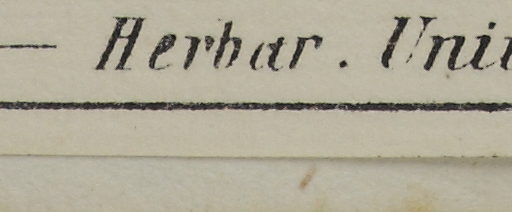 — Herbar.